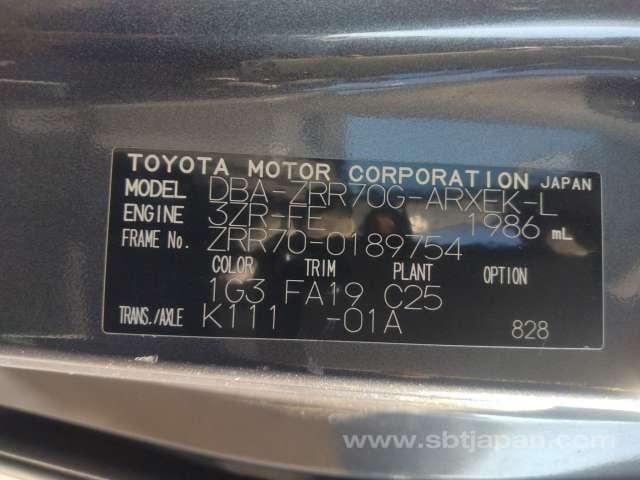 TOYOTA MOTOR CORPORATION JAPAN
MODEL DBA-ZRR70G-ARXEK-L
ENGINE 3ZR-FE 1986 mL
FRAME No. ZRR70-0189754
COLOR TRIM PLANT OPTION
1G3 FA19 C25
TRANS./AXLE K111 -01A 828
www.sbtjapan.com